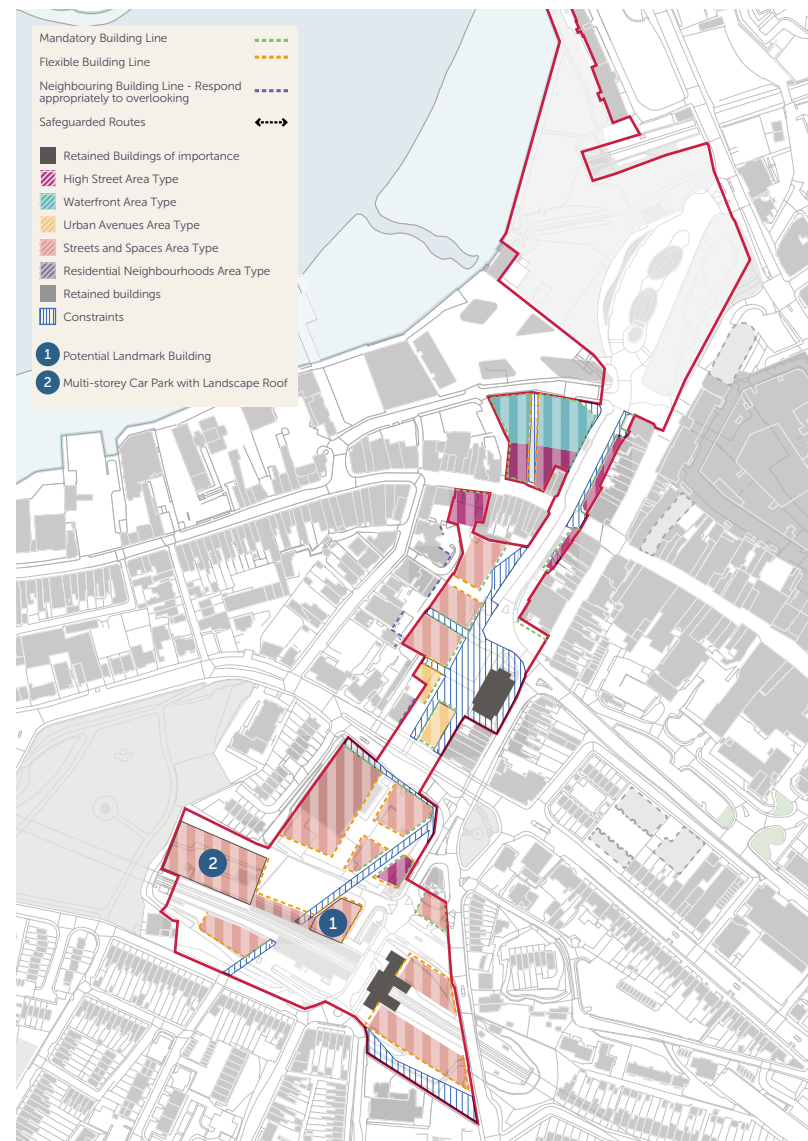 Mandatory Building Line
Flexible Building Line
Neighbouring Building Line - Respond
appropriately to overlooking
Safeguarded Routes
Retained Buildings of importance
High Street Area Type
Waterfront Area Type
Urban Avenues Area Type
Streets and Spaces Area Type
Residential Neighbourhoods Area Type
Retained buildings
Constraints
1 Potential Landmark Building
2 Multi-storey Car Park with Landscape Roof
2
1